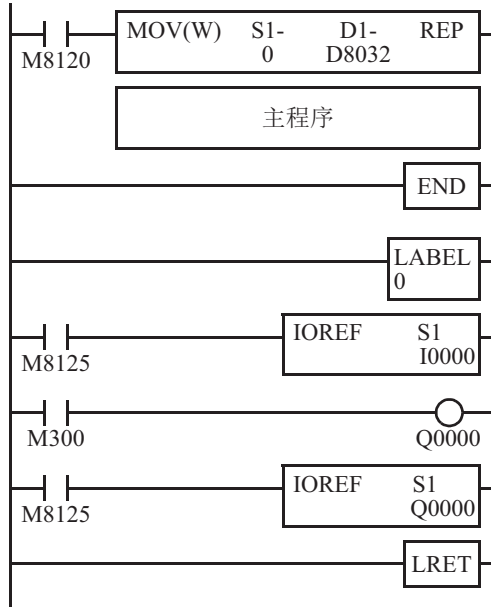 MOV(W) S1- D1- REP
0 D8032
M8120
主程序
END
LABEL
0
IOREF S1
I0000
M8125
M300
Q0000
IOREF S1
Q0000
M8125
LRET